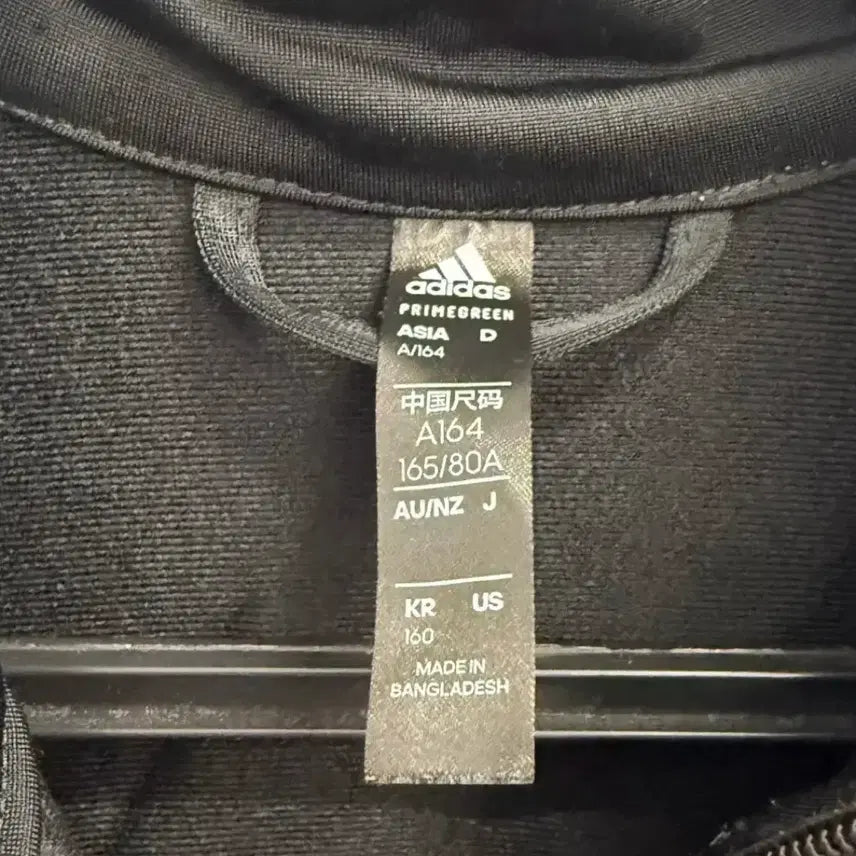 adidas
PRIMEGREEN
ASIA D
A/164
中国尺码
A164
165/80A
AU/NZ J
KR US
160
MADE IN
BANGLADESH